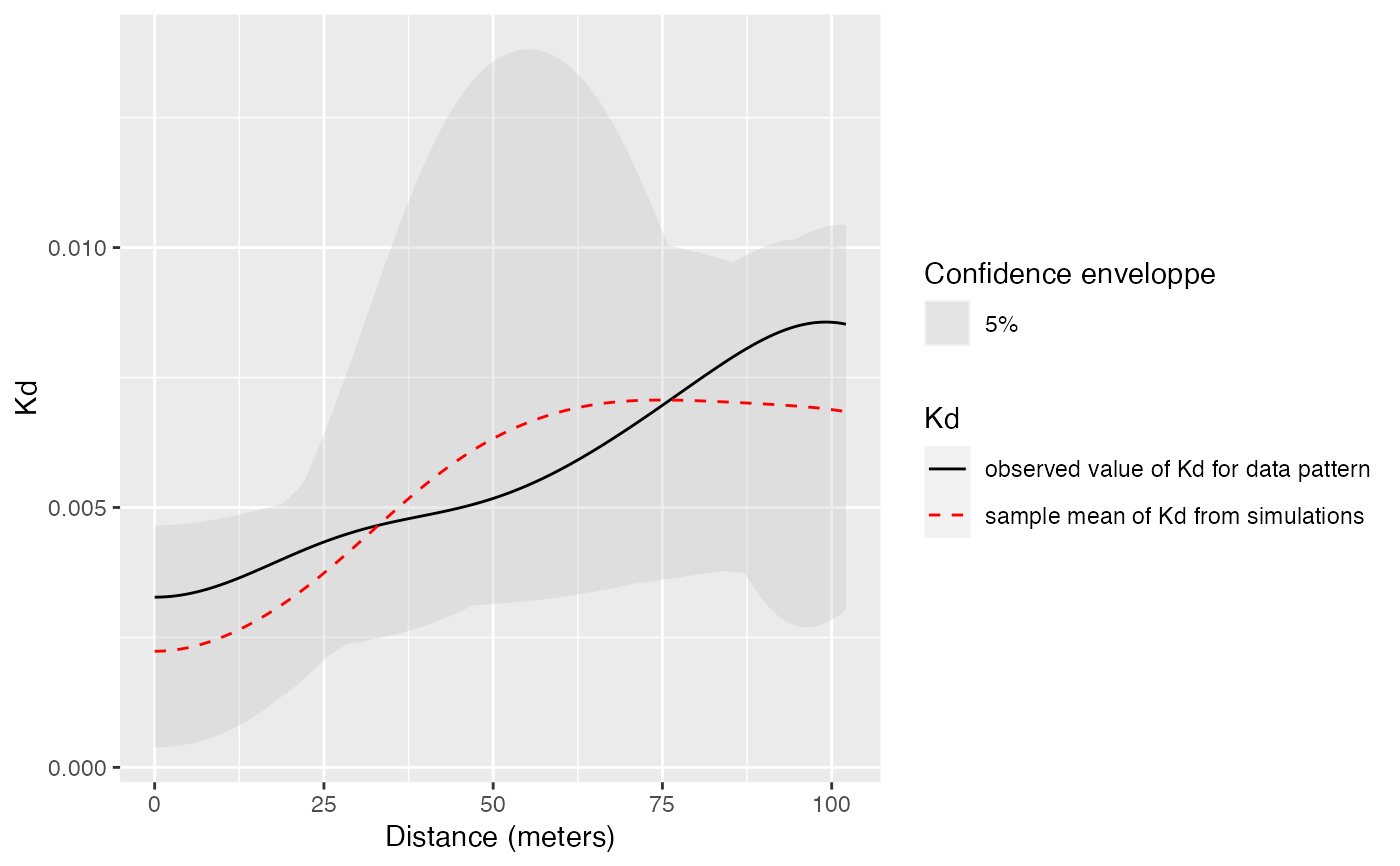 Kd
0.010
0.005
0.000
0 25 50 75 100
Distance (meters)
Confidence enveloppe
5%
Kd
observed value of Kd for data pattern
sample mean of Kd from simulations